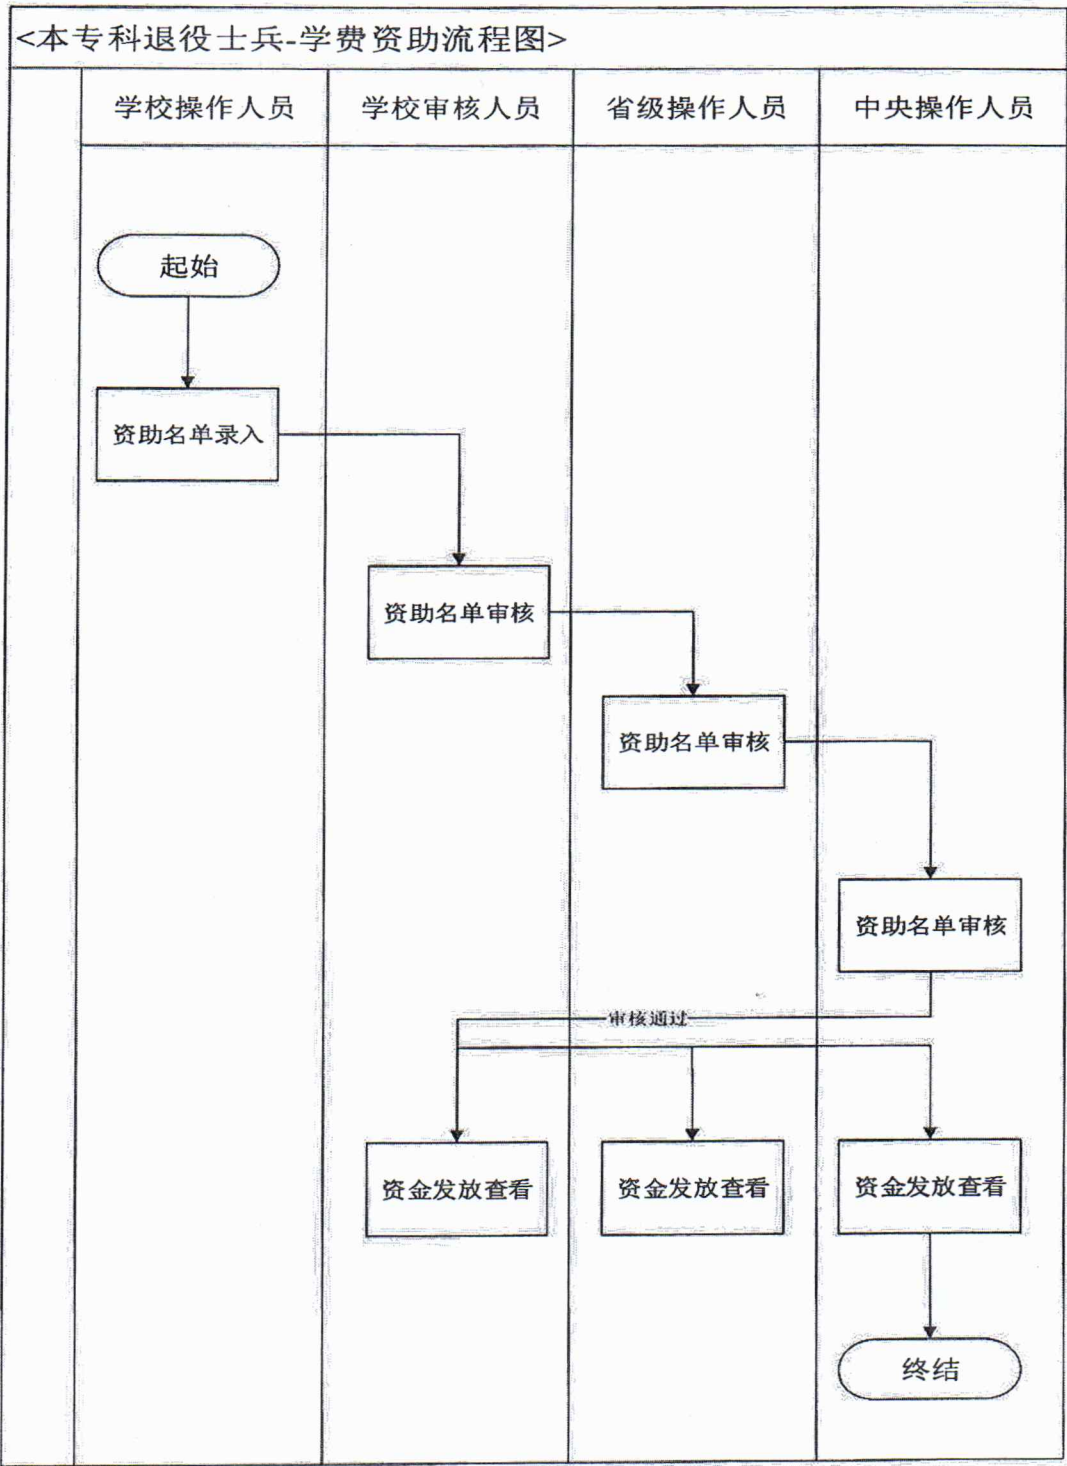 <本专科退役士兵-学费资助流程图>
学校操作人员 学校审核人员 省级操作人员 中央操作人员
起始
资助名单录入
资助名单审核
资助名单审核
资助名单审核
审核通过
资金发放查看 资金发放查看 资金发放查看
终结